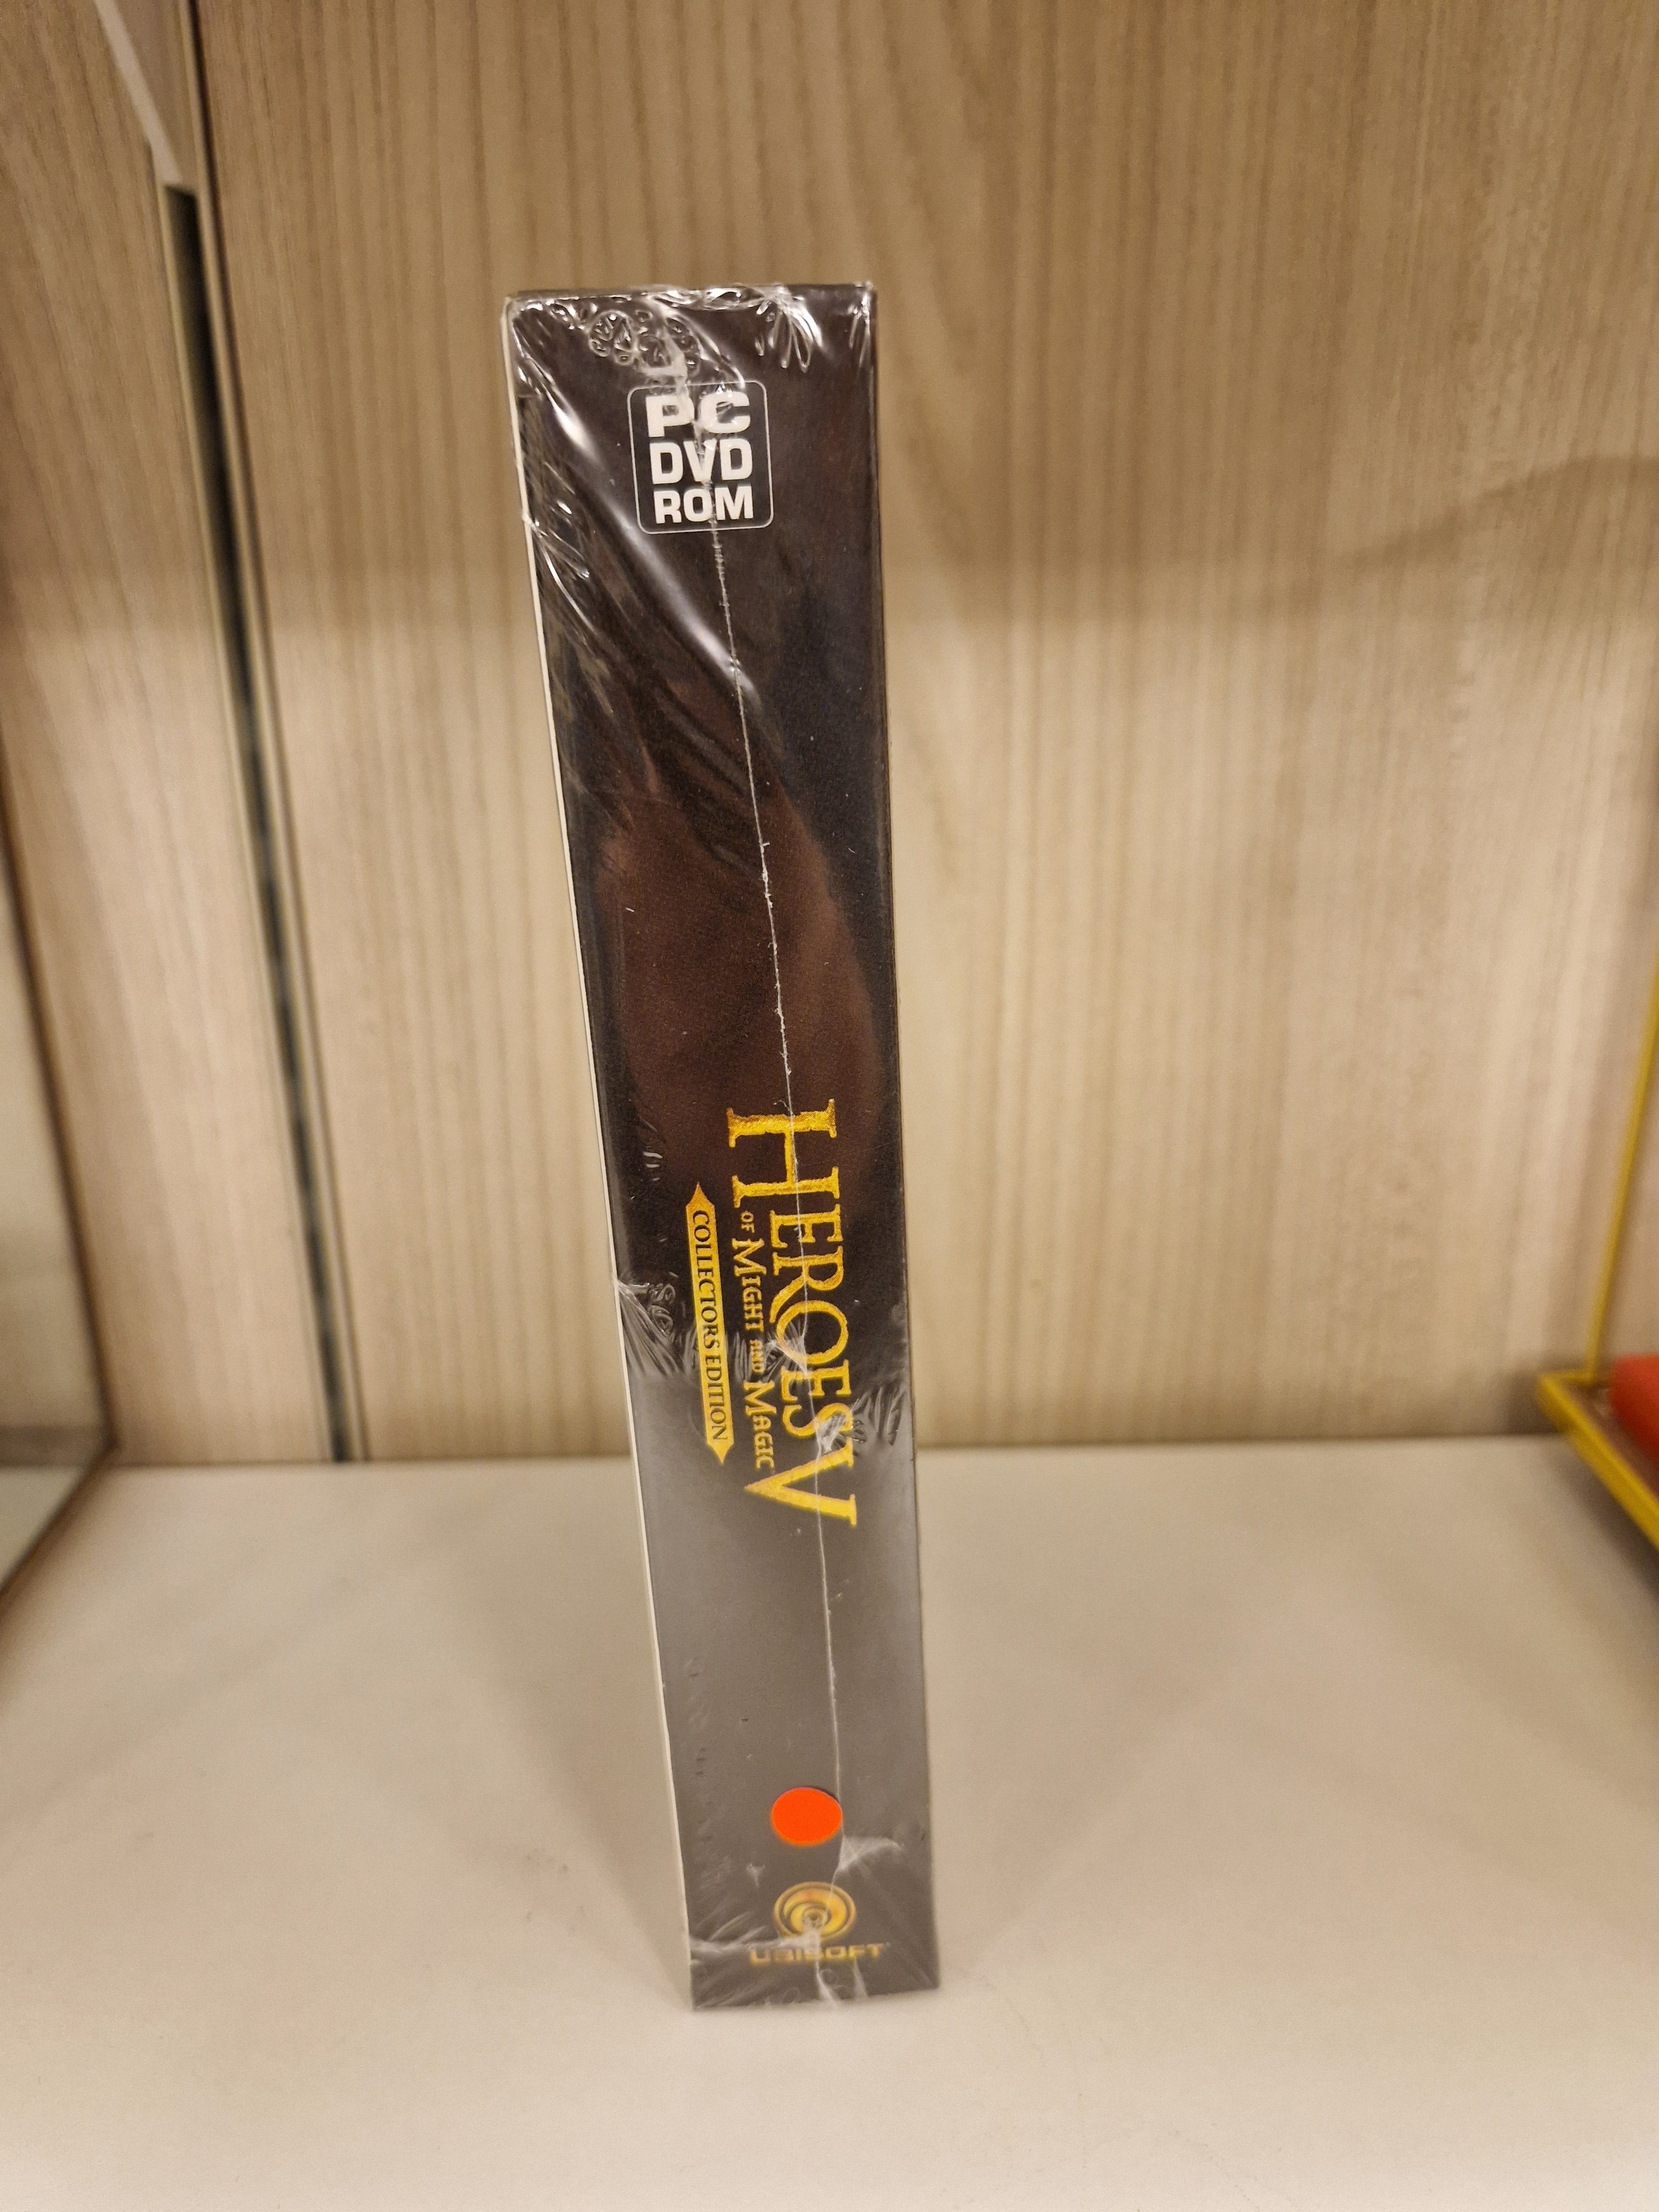 PC
DVD
ROM
HEROES V
OF MIGHT AND MAGIC
COLLECTORS EDITION
UBISOFT